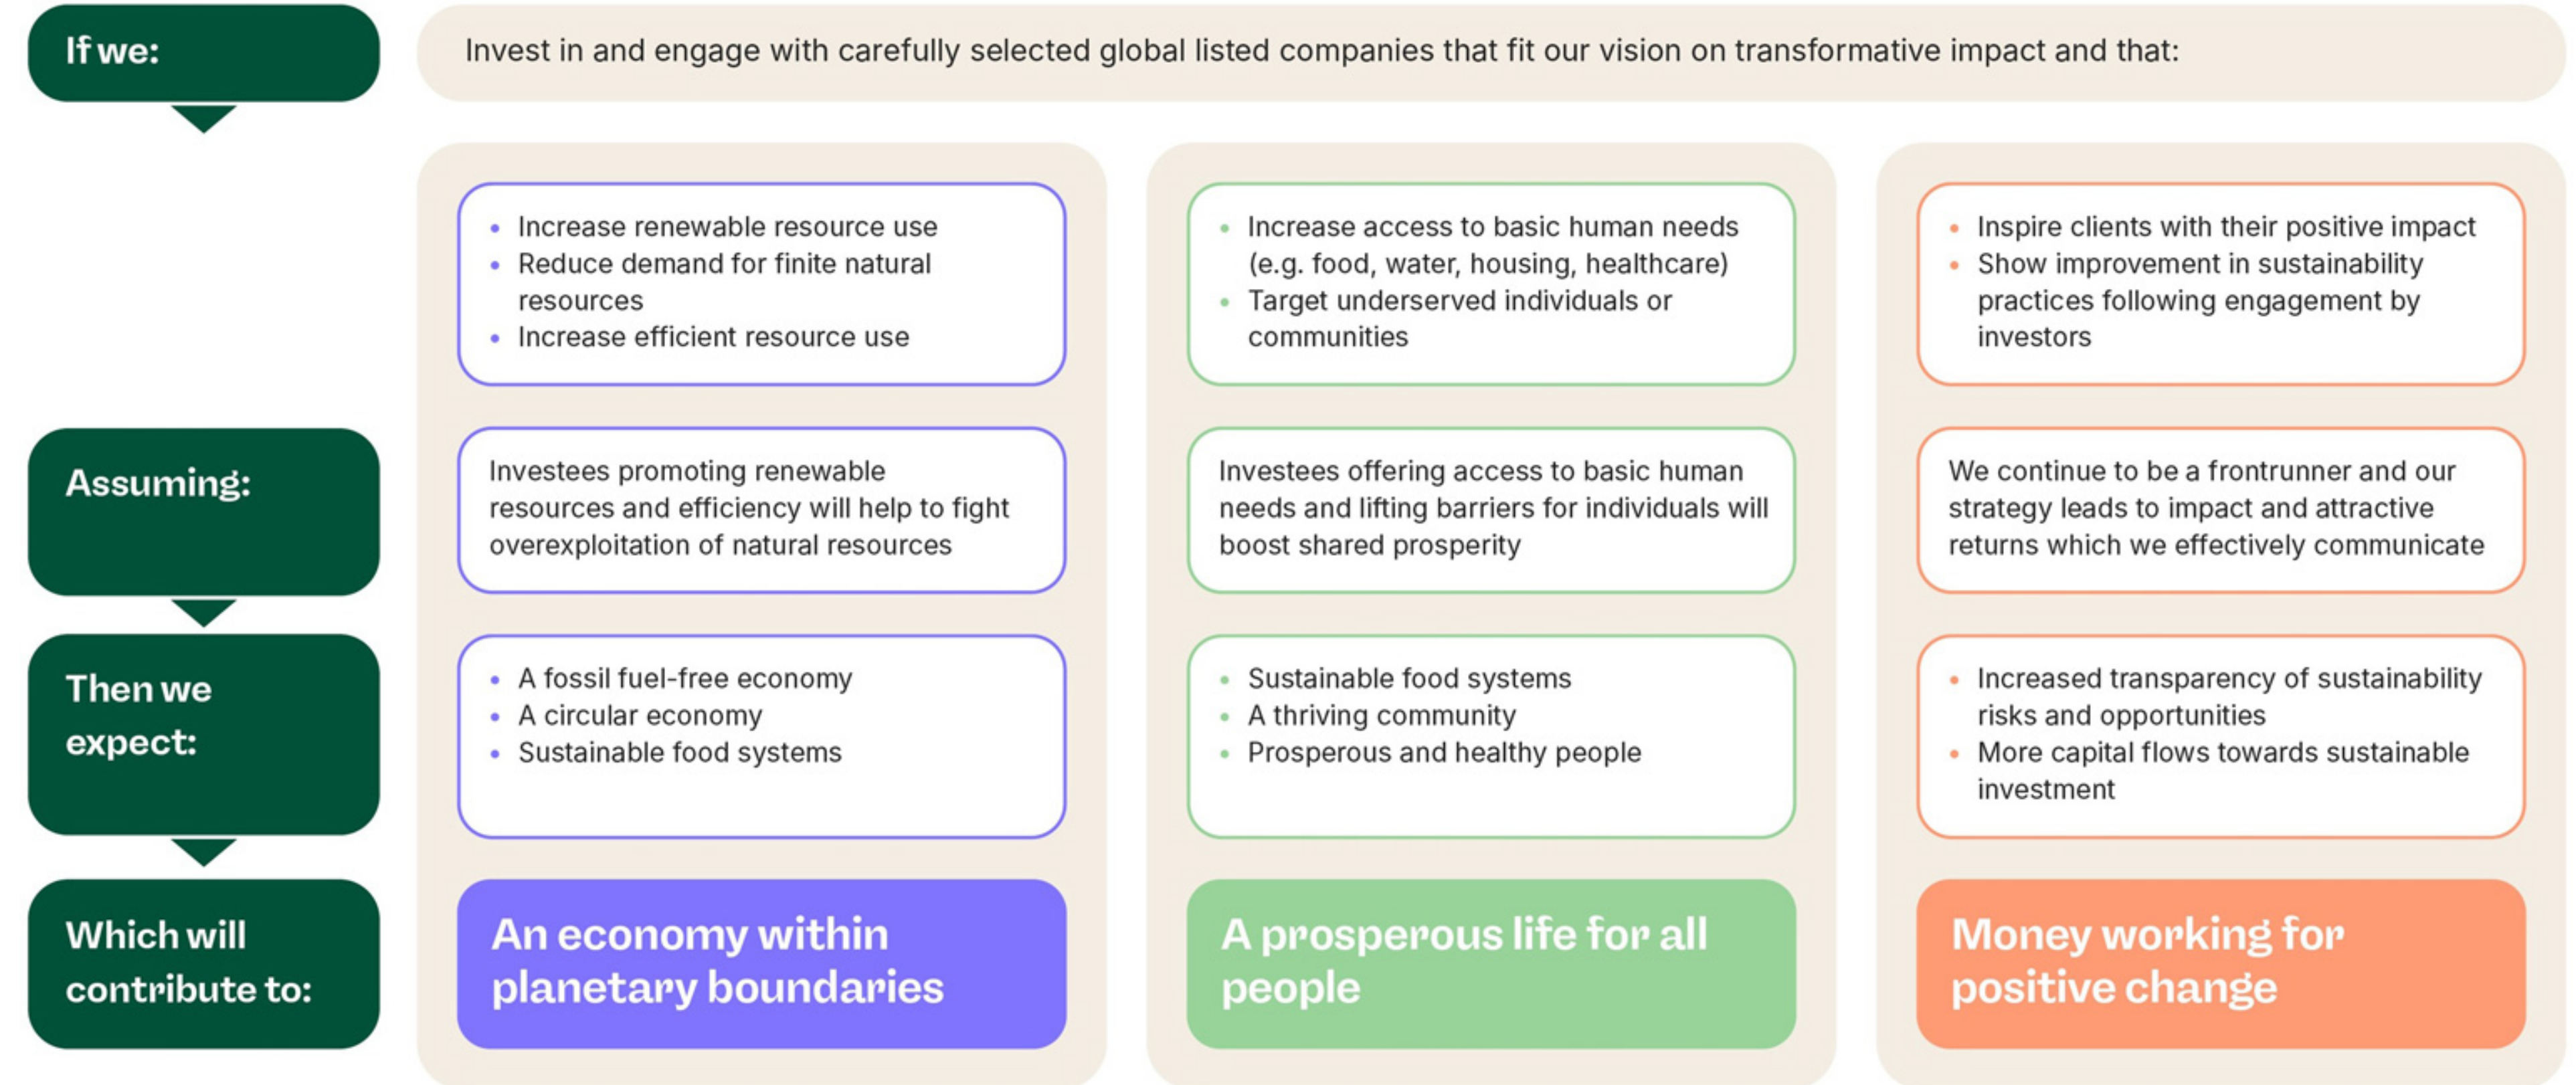 If we:
Invest in and engage with carefully selected global listed companies that fit our vision on transformative impact and that:
• Increase renewable resource use
• Reduce demand for finite natural
resources
• Increase efficient resource use
• Increase access to basic human needs
(e.g. food, water, housing, healthcare)
• Target underserved individuals or
communities
• Inspire clients with their positive impact
• Show improvement in sustainability
practices following engagement by
investors
Assuming:
Investees promoting renewable
resources and efficiency will help to fight
overexploitation of natural resources
Investees offering access to basic human
needs and lifting barriers for individuals will
boost shared prosperity
We continue to be a frontrunner and our
strategy leads to impact and attractive
returns which we effectively communicate
Then we
expect:
• A fossil fuel-free economy
• A circular economy
• Sustainable food systems
• Sustainable food systems
• A thriving community
• Prosperous and healthy people
• Increased transparency of sustainability
risks and opportunities
• More capital flows towards sustainable
investment
Which will
contribute to:
An economy within
planetary boundaries
A prosperous life for all
people
Money working for
positive change